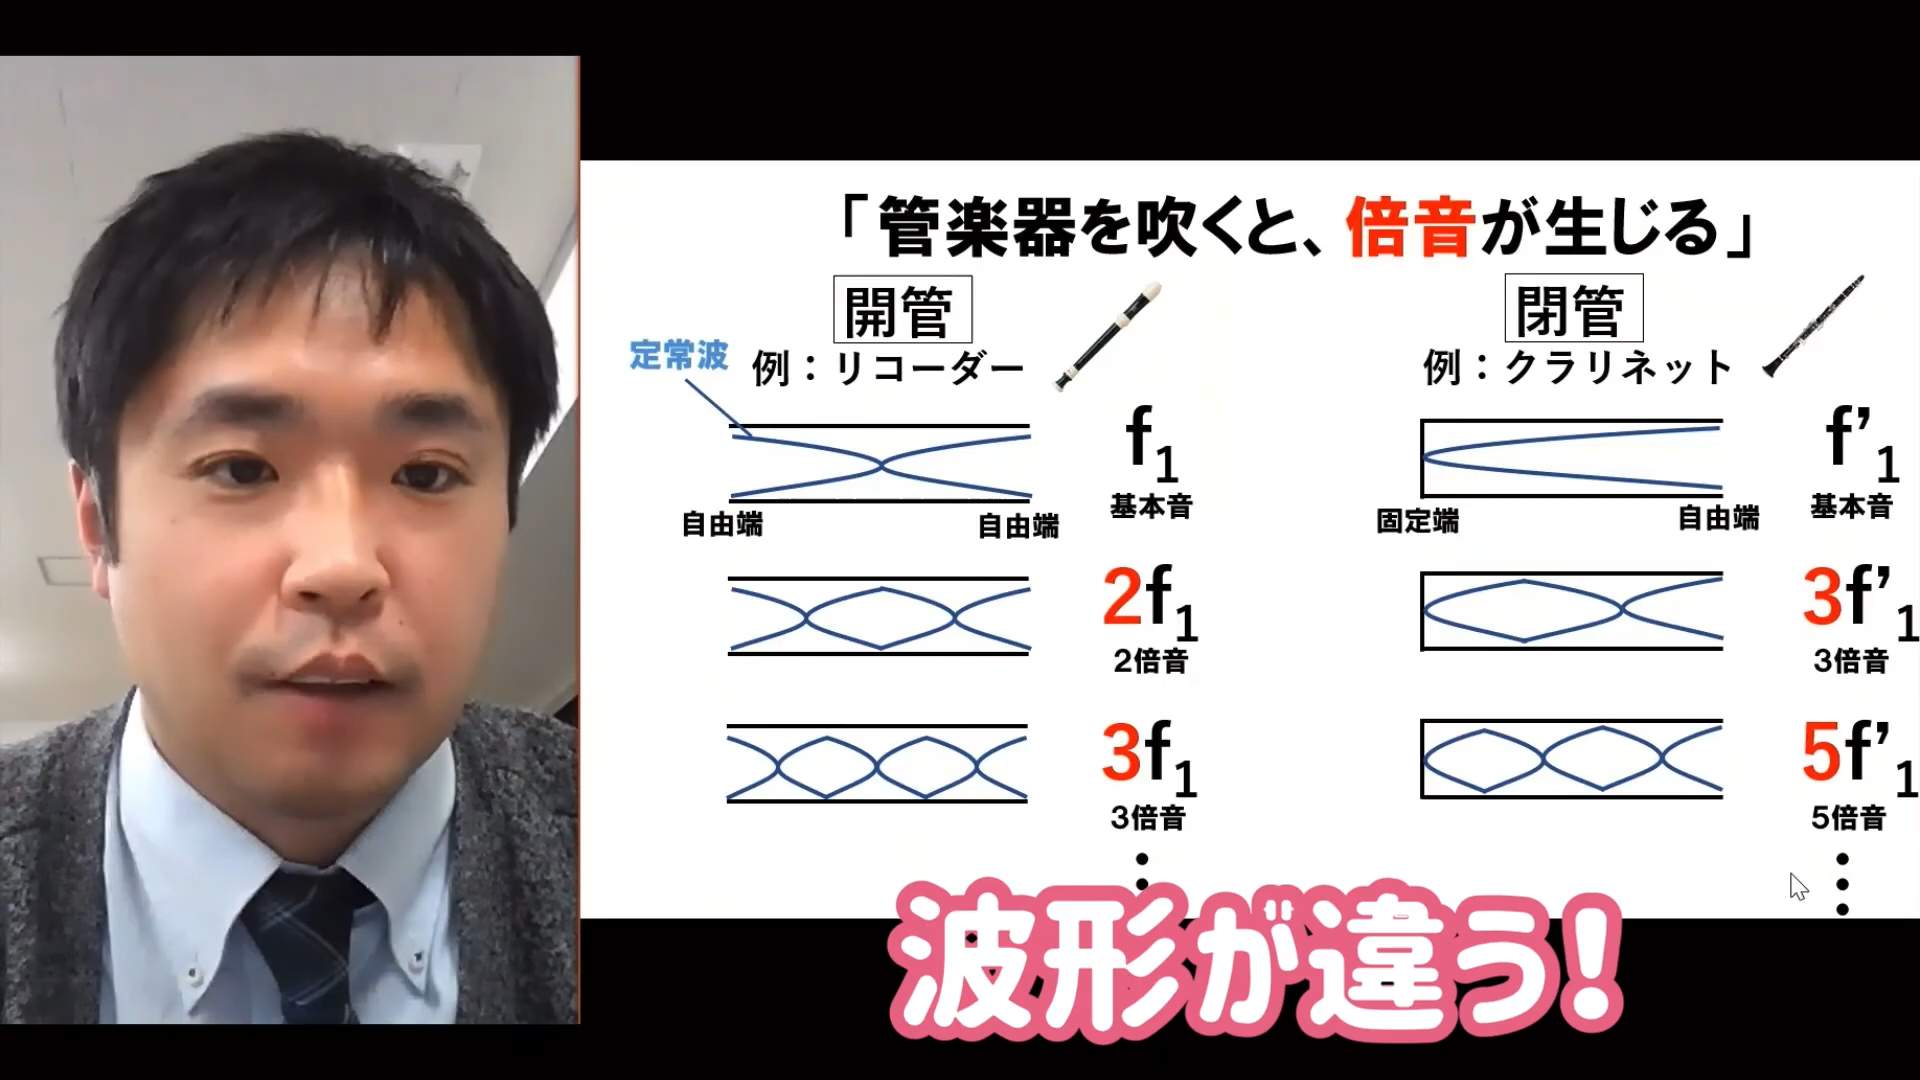 「管楽器を吹くと、倍音が生じる」
開管
例：リコーダー
定常波
f1
基本音
自由端
自由端
2f1
2倍音
3f1
3倍音
閉管
例：クラリネット
f’1
基本音
固定端
自由端
3f’1
3倍音
5f’1
5倍音
波形が違う!